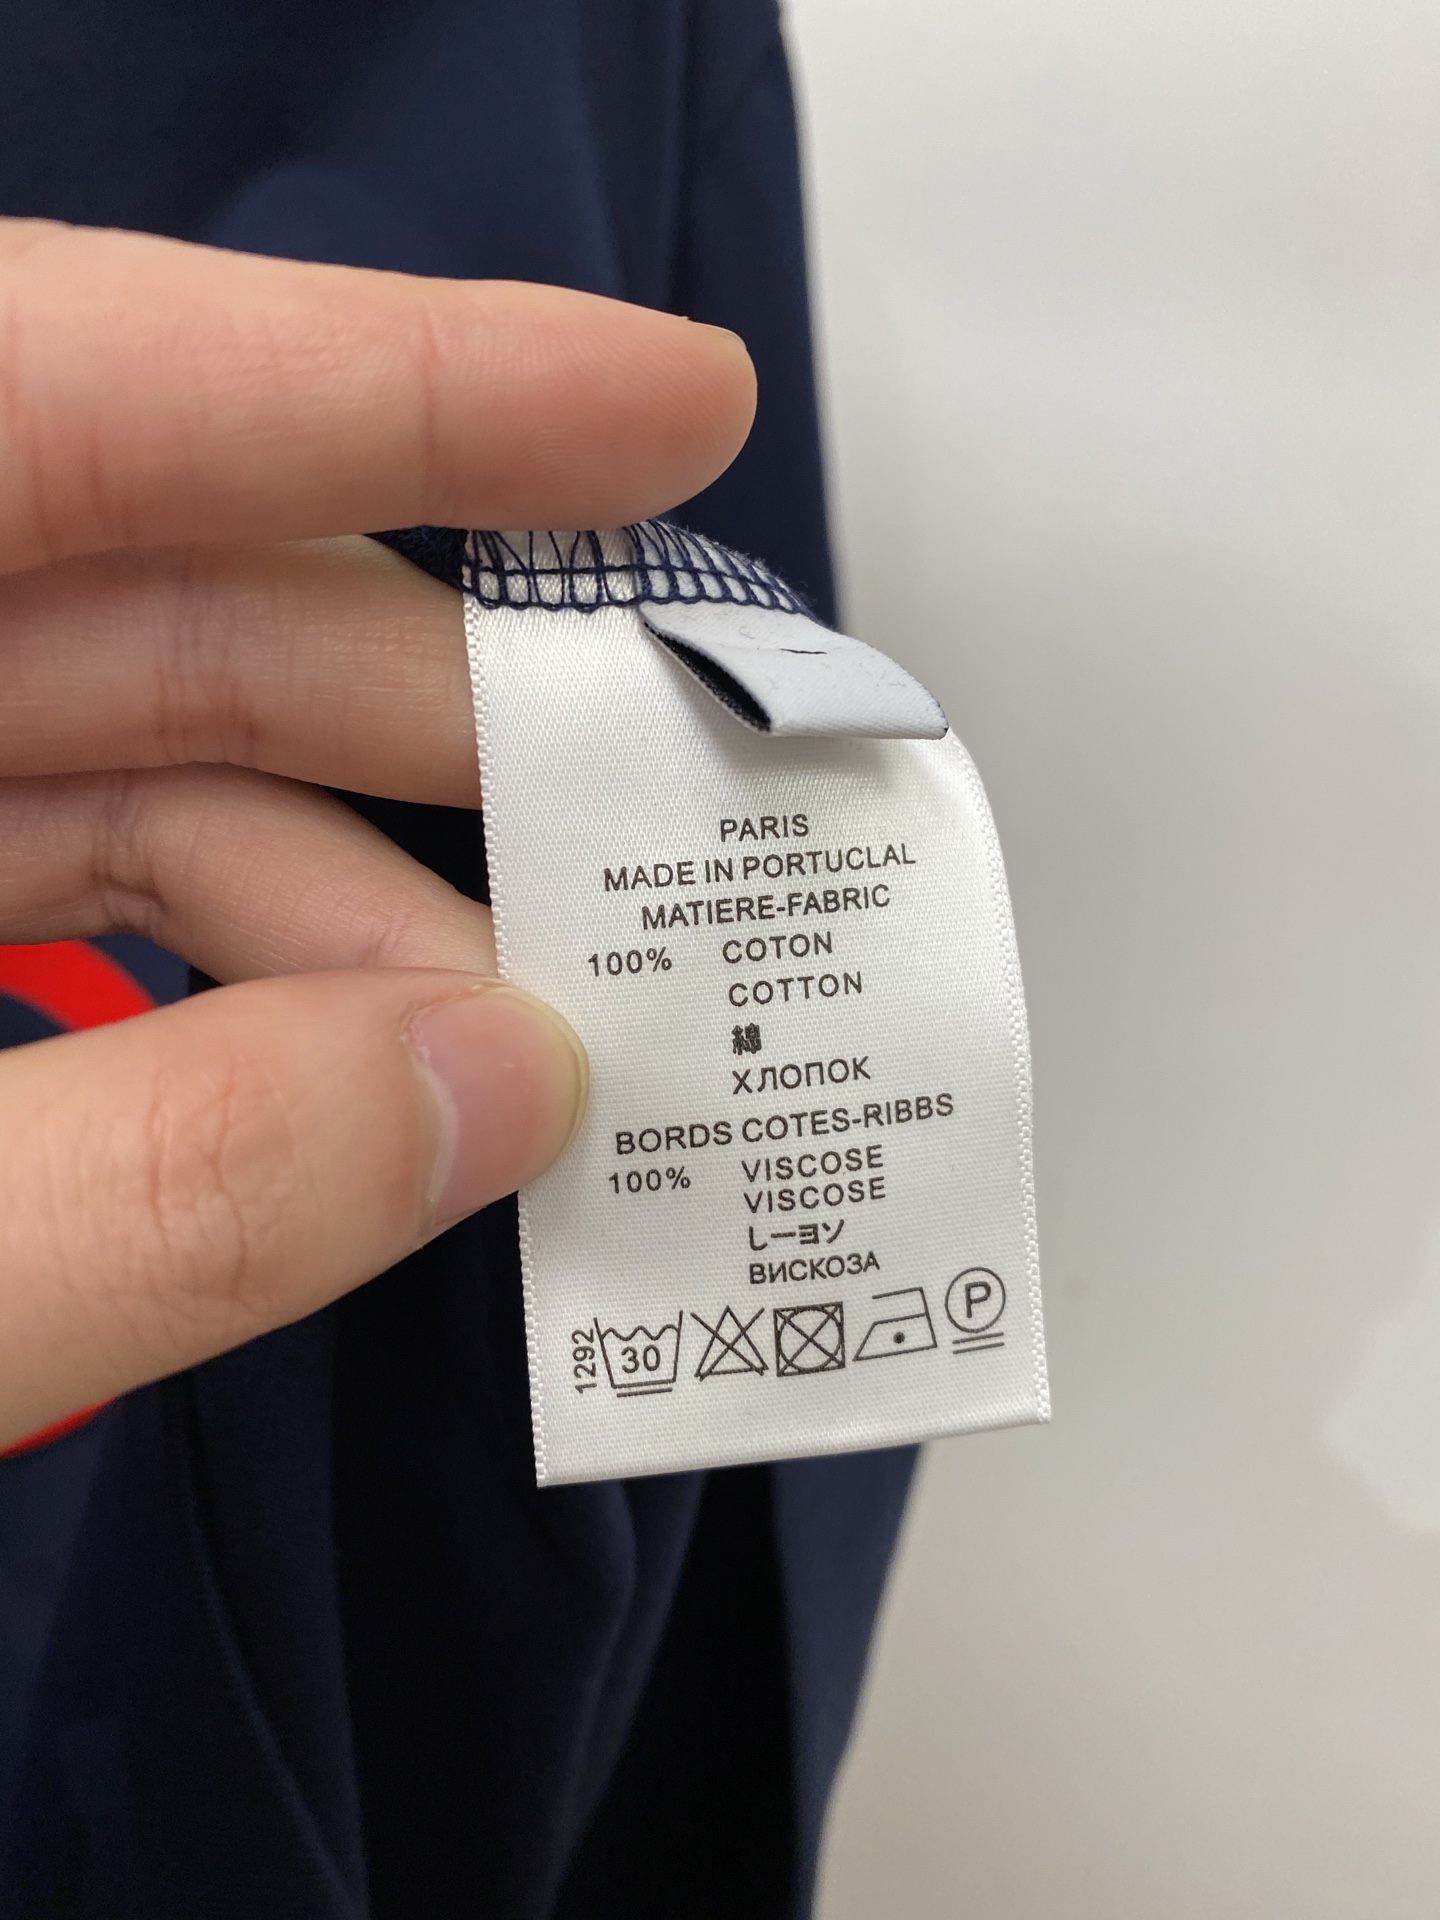 PARIS
MADE IN PORTUCLAL
MATIERE-FABRIC
100% COTON
COTTON
綿
ХЛОПОК
BORDS COTES-RIBBS
100% VISCOSE
VISCOSE
レーヨン
ВИСКОЗА
1292
30
P